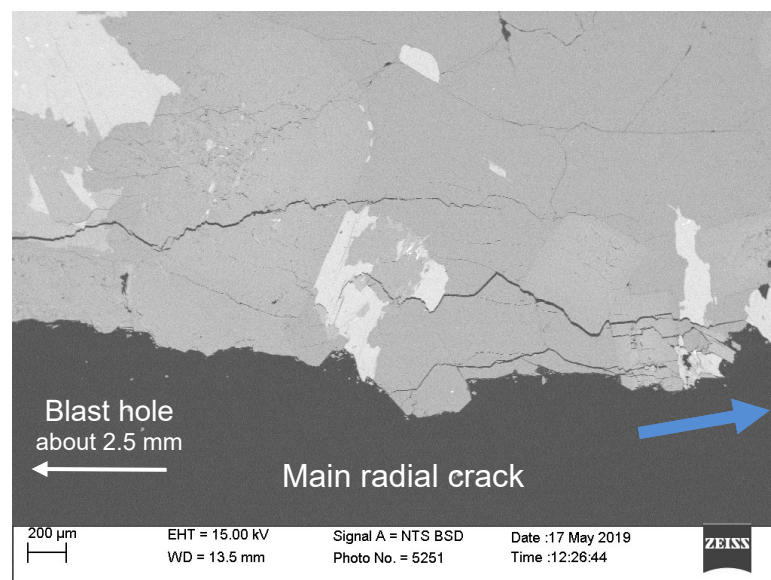 Blast hole
about 2.5 mm
Main radial crack
200 µm
EHT = 15.00 kV
WD = 13.5 mm
Signal A = NTS BSD
Photo No. = 5251
Date :17 May 2019
Time :12:26:44
ZEISS